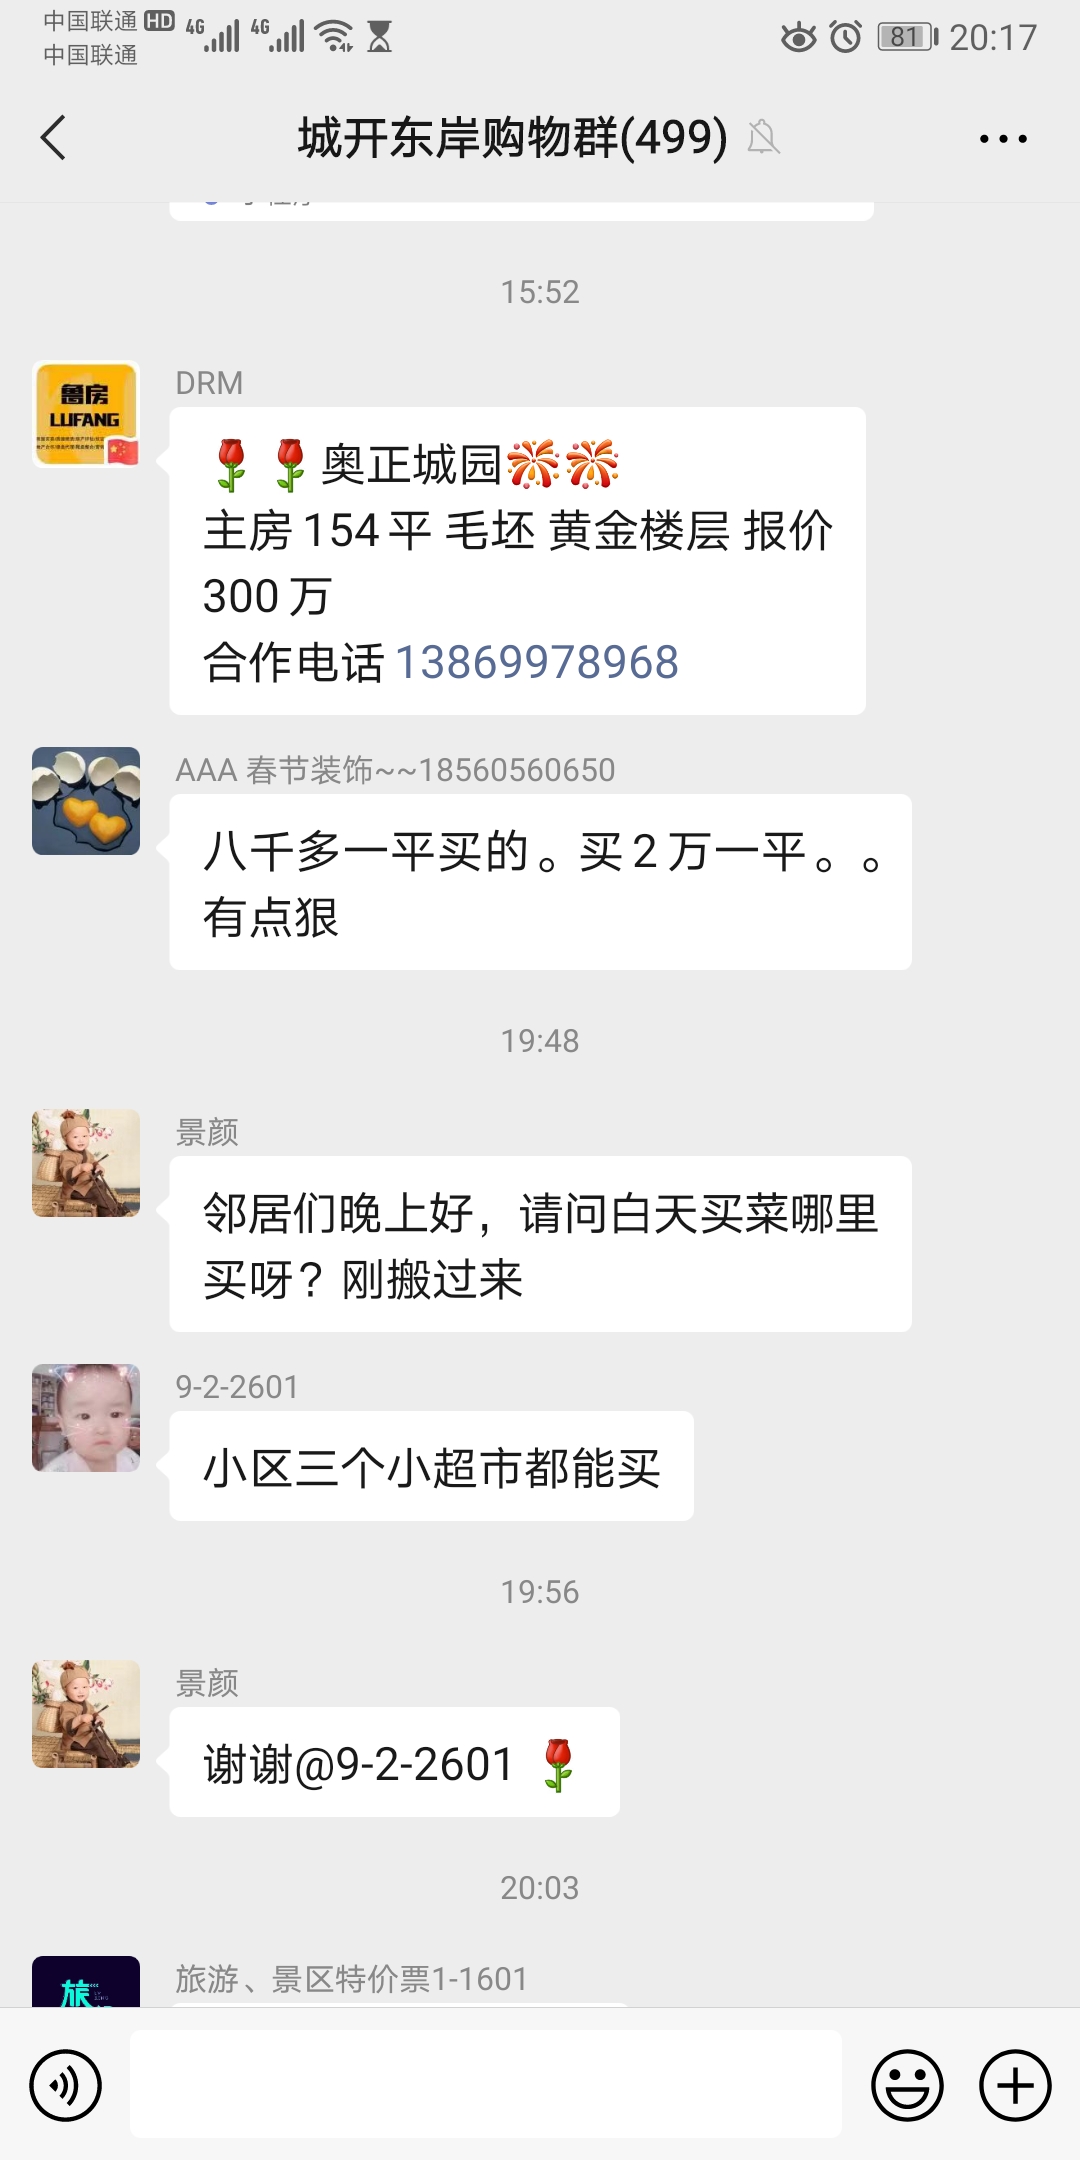 中国联通 HD 4G 4G 81 20:17
中国联通
城开东岸购物群(499)
15:52
鲁房
LUFANG
DRM
奥正城园
主房154平 毛坯 黄金楼层 报价
300万
合作电话13869978968
AAA 春节装饰~~18560560650
八千多一平买的。买2万一平。。
有点狠
19:48
景颜
邻居们晚上好，请问白天买菜哪里
买呀？刚搬过来
9-2-2601
小区三个小超市都能买
19:56
景颜
谢谢@9-2-2601
20:03
旅
旅游、景区特价票1-1601